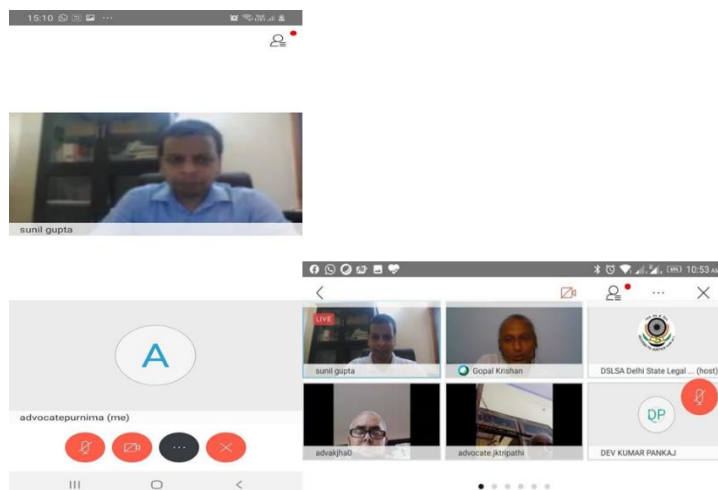 15:10
sunil gupta
A
advocatepurnima (me)
10:53 AM
LIVE
sunil gupta
Gopal Krishan
DSLSA Delhi State Legal ... (host)
advakjha0
advocate.jktripathi
DP
DEV KUMAR PANKAJ